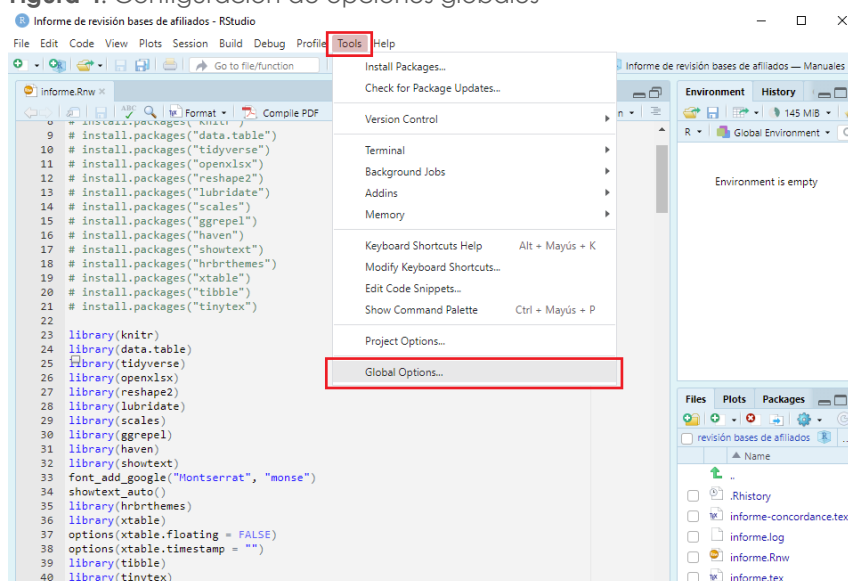 Figura 4. Configuración de opciones globales
Informe de revisión bases de afiliados - RStudio
File Edit Code View Plots Session Build Debug Profile Tools Help
Go to file/function
Informe de revisión bases de afiliados — Manuales
informe.Rnw
Format
Compile PDF
8 # install.packages("knitr")
9 # install.packages("data.table")
10 # install.packages("tidyverse")
11 # install.packages("openxlsx")
12 # install.packages("reshape2")
13 # install.packages("lubridate")
14 # install.packages("scales")
15 # install.packages("ggrepel")
16 # install.packages("haven")
17 # install.packages("showtext")
18 # install.packages("hrbrthemes")
19 # install.packages("xtable")
20 # install.packages("tibble")
21 # install.packages("tinytex")
22
23 library(knitr)
24 library(data.table)
25 library(tidyverse)
26 library(openxlsx)
27 library(reshape2)
28 library(lubridate)
29 library(scales)
30 library(ggrepel)
31 library(haven)
32 library(showtext)
33 font_add_google("Montserrat", "monse")
34 showtext_auto()
35 library(hrbrthemes)
36 library(xtable)
37 options(xtable.floating = FALSE)
38 options(xtable.timestamp = "")
39 library(tibble)
40 library(tinytex)
Install Packages...
Check for Package Updates...
Version Control
Terminal
Background Jobs
Addins
Memory
Keyboard Shortcuts Help Alt + Mayús + K
Modify Keyboard Shortcuts...
Edit Code Snippets...
Show Command Palette Ctrl + Mayús + P
Project Options...
Global Options...
Environment History
145 MiB
R Global Environment
Environment is empty
Files Plots Packages
revisión bases de afiliados
Name
..
.Rhistory
informe-concordance.tex
informe.log
informe.Rnw
informe.tex